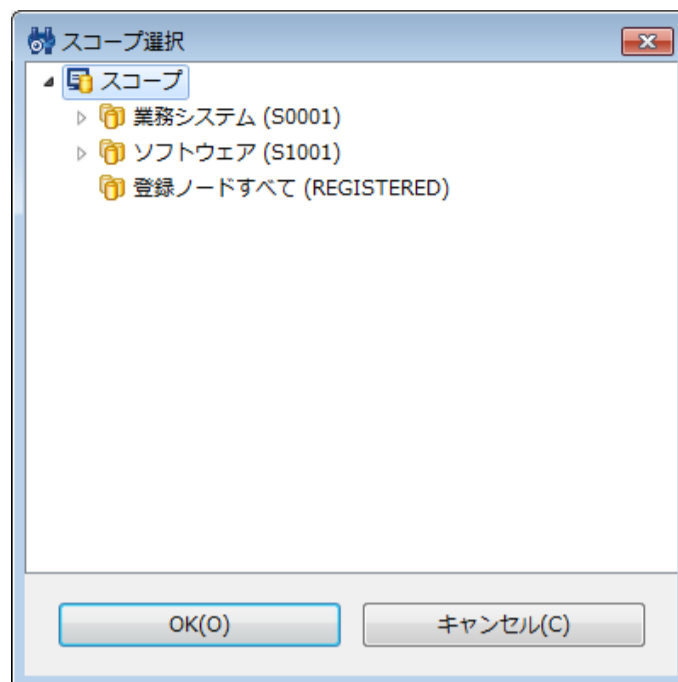 スコープ選択
スコープ
業務システム (S0001)
ソフトウェア (S1001)
登録ノードすべて (REGISTERED)
OK(O)
キャンセル(C)